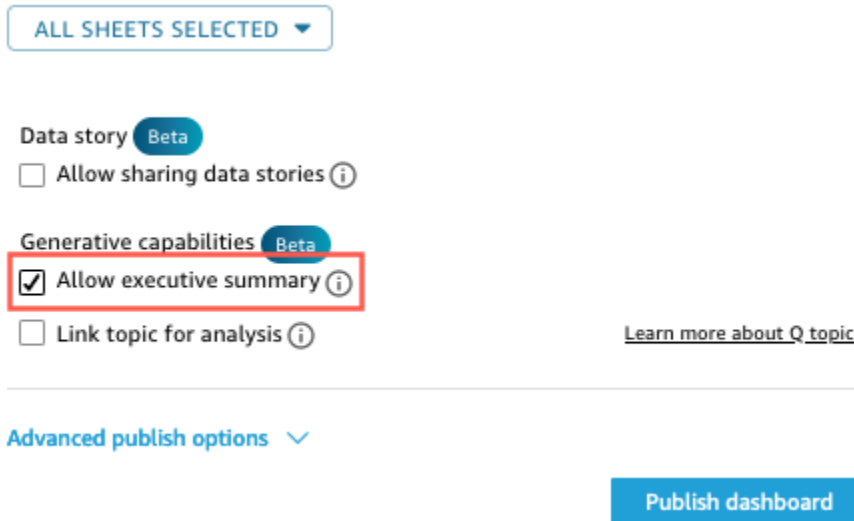 ALL SHEETS SELECTED
Data story Beta
Allow sharing data stories
Generative capabilities Beta
Allow executive summary
Link topic for analysis Learn more about Q topic
Advanced publish options
Publish dashboard